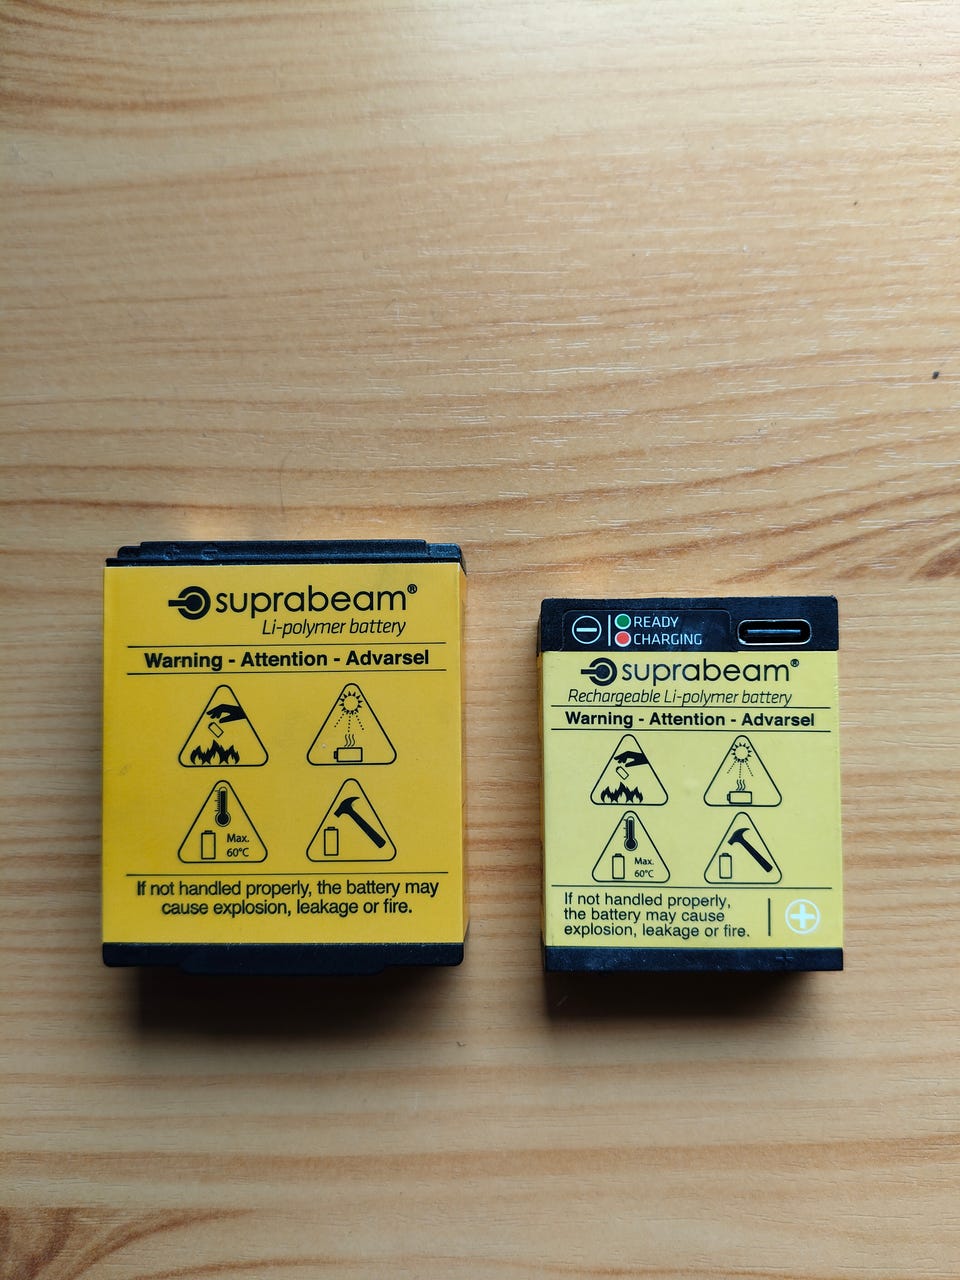 suprabeam®
Li-polymer battery
Warning - Attention - Advarsel
Max.
60°C
If not handled properly, the battery may
cause explosion, leakage or fire.
READY
CHARGING
suprabeam®
Rechargeable Li-polymer battery
Warning - Attention - Advarsel
Max.
60°C
If not handled properly,
the battery may cause
explosion, leakage or fire.